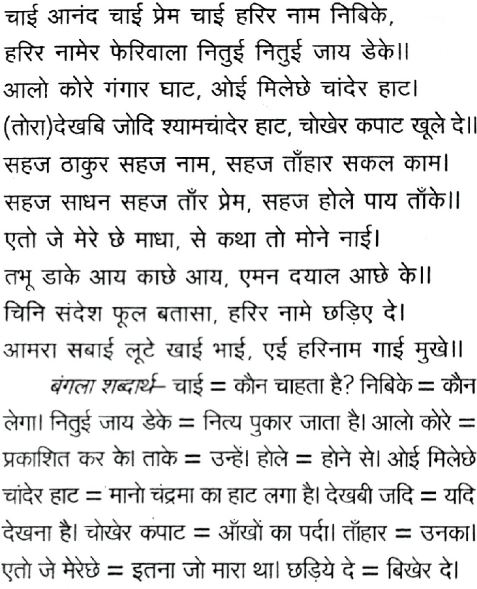 चाई आनंद चाई प्रेम चाई हरिर नाम निबिके,
हरिर नामेर फेरिवाला नितुई नितुई जाय डेके॥
आलो कोरे गंगार घाट, ओई मिलेछे चांदेर हाट।
(तोरा)देखबि जोदि श्यामचांदेर हाट, चोखेर कपाट खूले दे॥
सहज ठाकुर सहज नाम, सहज ताँहार सकल काम।
सहज साधन सहज ताँर प्रेम, सहज होले पाय ताँके॥
एतो जे मेरे छे माधा, से कथा तो मोने नाई।
तभू डाके आय काछे आय, एमन दयाल आछे के॥
चिनि संदेश फूल बतासा, हरिर नामे छड़िए दे।
आमरा सबाई लूटे खाई भाई, एई हरिनाम गाई मुखे॥
बंगला शब्दार्थ- चाई = कौन चाहता है? निबिके = कौन
लेगा। नितुई जाय डेके = नित्य पुकार जाता है। आलो कोरे =
प्रकाशित कर के। ताके = उन्हें। होले = होने से। ओई मिलेछे
चांदेर हाट = मानो चंद्रमा का हाट लगा है। देखबी जदि = यदि
देखना है। चोखेर कपाट = आँखों का पर्दा। ताँहार = उनका।
एतो जे मेरेछे = इतना जो मारा था। छड़िये दे = बिखेर दे।